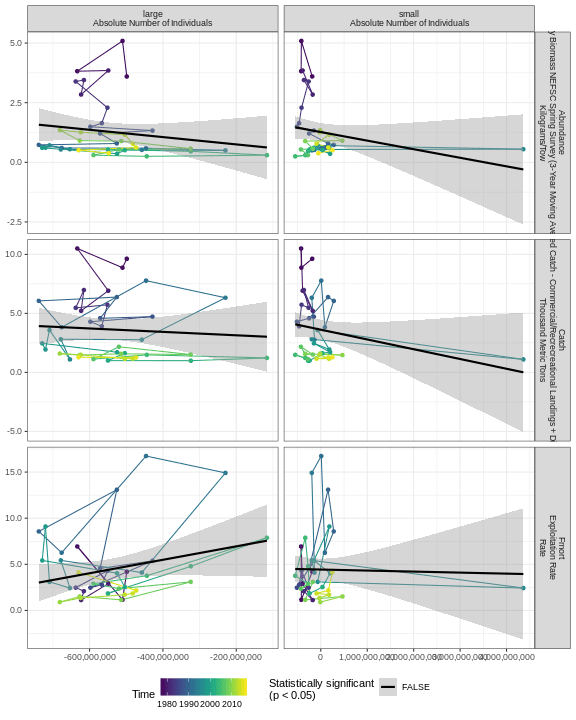 large
Absolute Number of Individuals
small
Absolute Number of Individuals
5.0
2.5
0.0
-2.5
Abundance
y Biomass NEFSC Spring Survey (3-Year Moving Ave
Kilograms/Tow
10.0
5.0
0.0
-5.0
Catch
ed Catch - Commercial/Recrecreational Landings + D
Thousand Metric Tons
15.0
10.0
5.0
0.0
Fmort
Exploitation Rate
Rate
-600,000,000
-400,000,000
-200,000,000
0
1,000,000,000
2,000,000,000
3,000,000,000
4,000,000,000
Time
1980 1990 2000 2010
Statistically significant
(p < 0.05)
FALSE